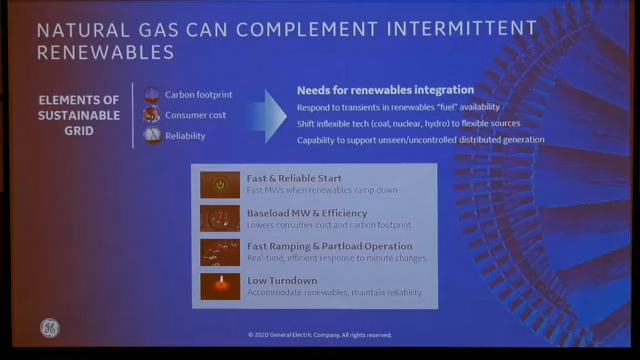 NATURAL GAS CAN COMPLEMENT INTERMITTENT
RENEWABLES
ELEMENTS OF
SUSTAINABLE
GRID
Carbon footprint
Consumer cost
Reliability
Needs for renewables integration
Respond to transients in renewables "fuel" availability
Shift inflexible tech (coal, nuclear, hydro) to flexible sources
Capability to support unseen/uncontrolled distributed generation
Fast & Reliable Start
Fast MWs when renewables ramp down
Baseload MW & Efficiency
Lowers consumer cost and carbon footprint
Fast Ramping & Partload Operation
Real-time, efficient response to minute changes
Low Turndown
Accommodate renewables, maintain reliability
© 2020 General Electric Company. All rights reserved.